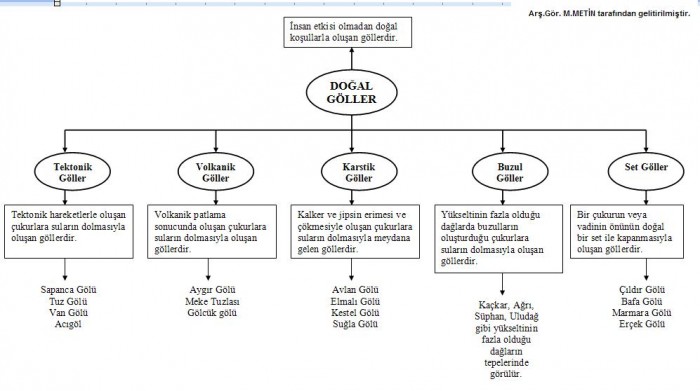 Arş.Gör. M.METİN tarafından gelitirilmiştir.
İnsan etkisi olmadan doğal
koşullarla oluşan göllerdir.
DOĞAL
GÖLLER
Tektonik
Göller
Volkanik
Göller
Karstik
Göller
Buzul
Göller
Set Göller
Tektonik hareketlerle oluşan
çukurlara suların dolmasıyla
oluşan göllerdir.
Volkanik patlama
sonucunda oluşan çukurlara
suların dolmasıyla oluşan
göllerdir.
Kalker ve jipsin erimesi ve
çökmesiyle oluşan çukurlara
suların dolmasıyla meydana
gelen göllerdir.
Yükseltinin fazla olduğu
dağlarda buzulların
oluşturduğu çukurlara
suların dolmasıyla oluşan
göllerdir.
Bir çukurun veya
vadinin önünün doğal
bir set ile kapanmasıyla
oluşan göllerdir.
Sapanca Gölü
Tuz Gölü
Van Gölü
Acıgöl
Aygır Gölü
Meke Tuzlası
Gölcük gölü
Avlan Gölü
Elmalı Gölü
Kestel Gölü
Suğla Gölü
Kaçkar, Ağrı,
Süphan, Uludağ
gibi yükseltinin
fazla olduğu
dağların
tepelerinde
görülür.
Çıldır Gölü
Bafa Gölü
Marmara Gölü
Erçek Gölü